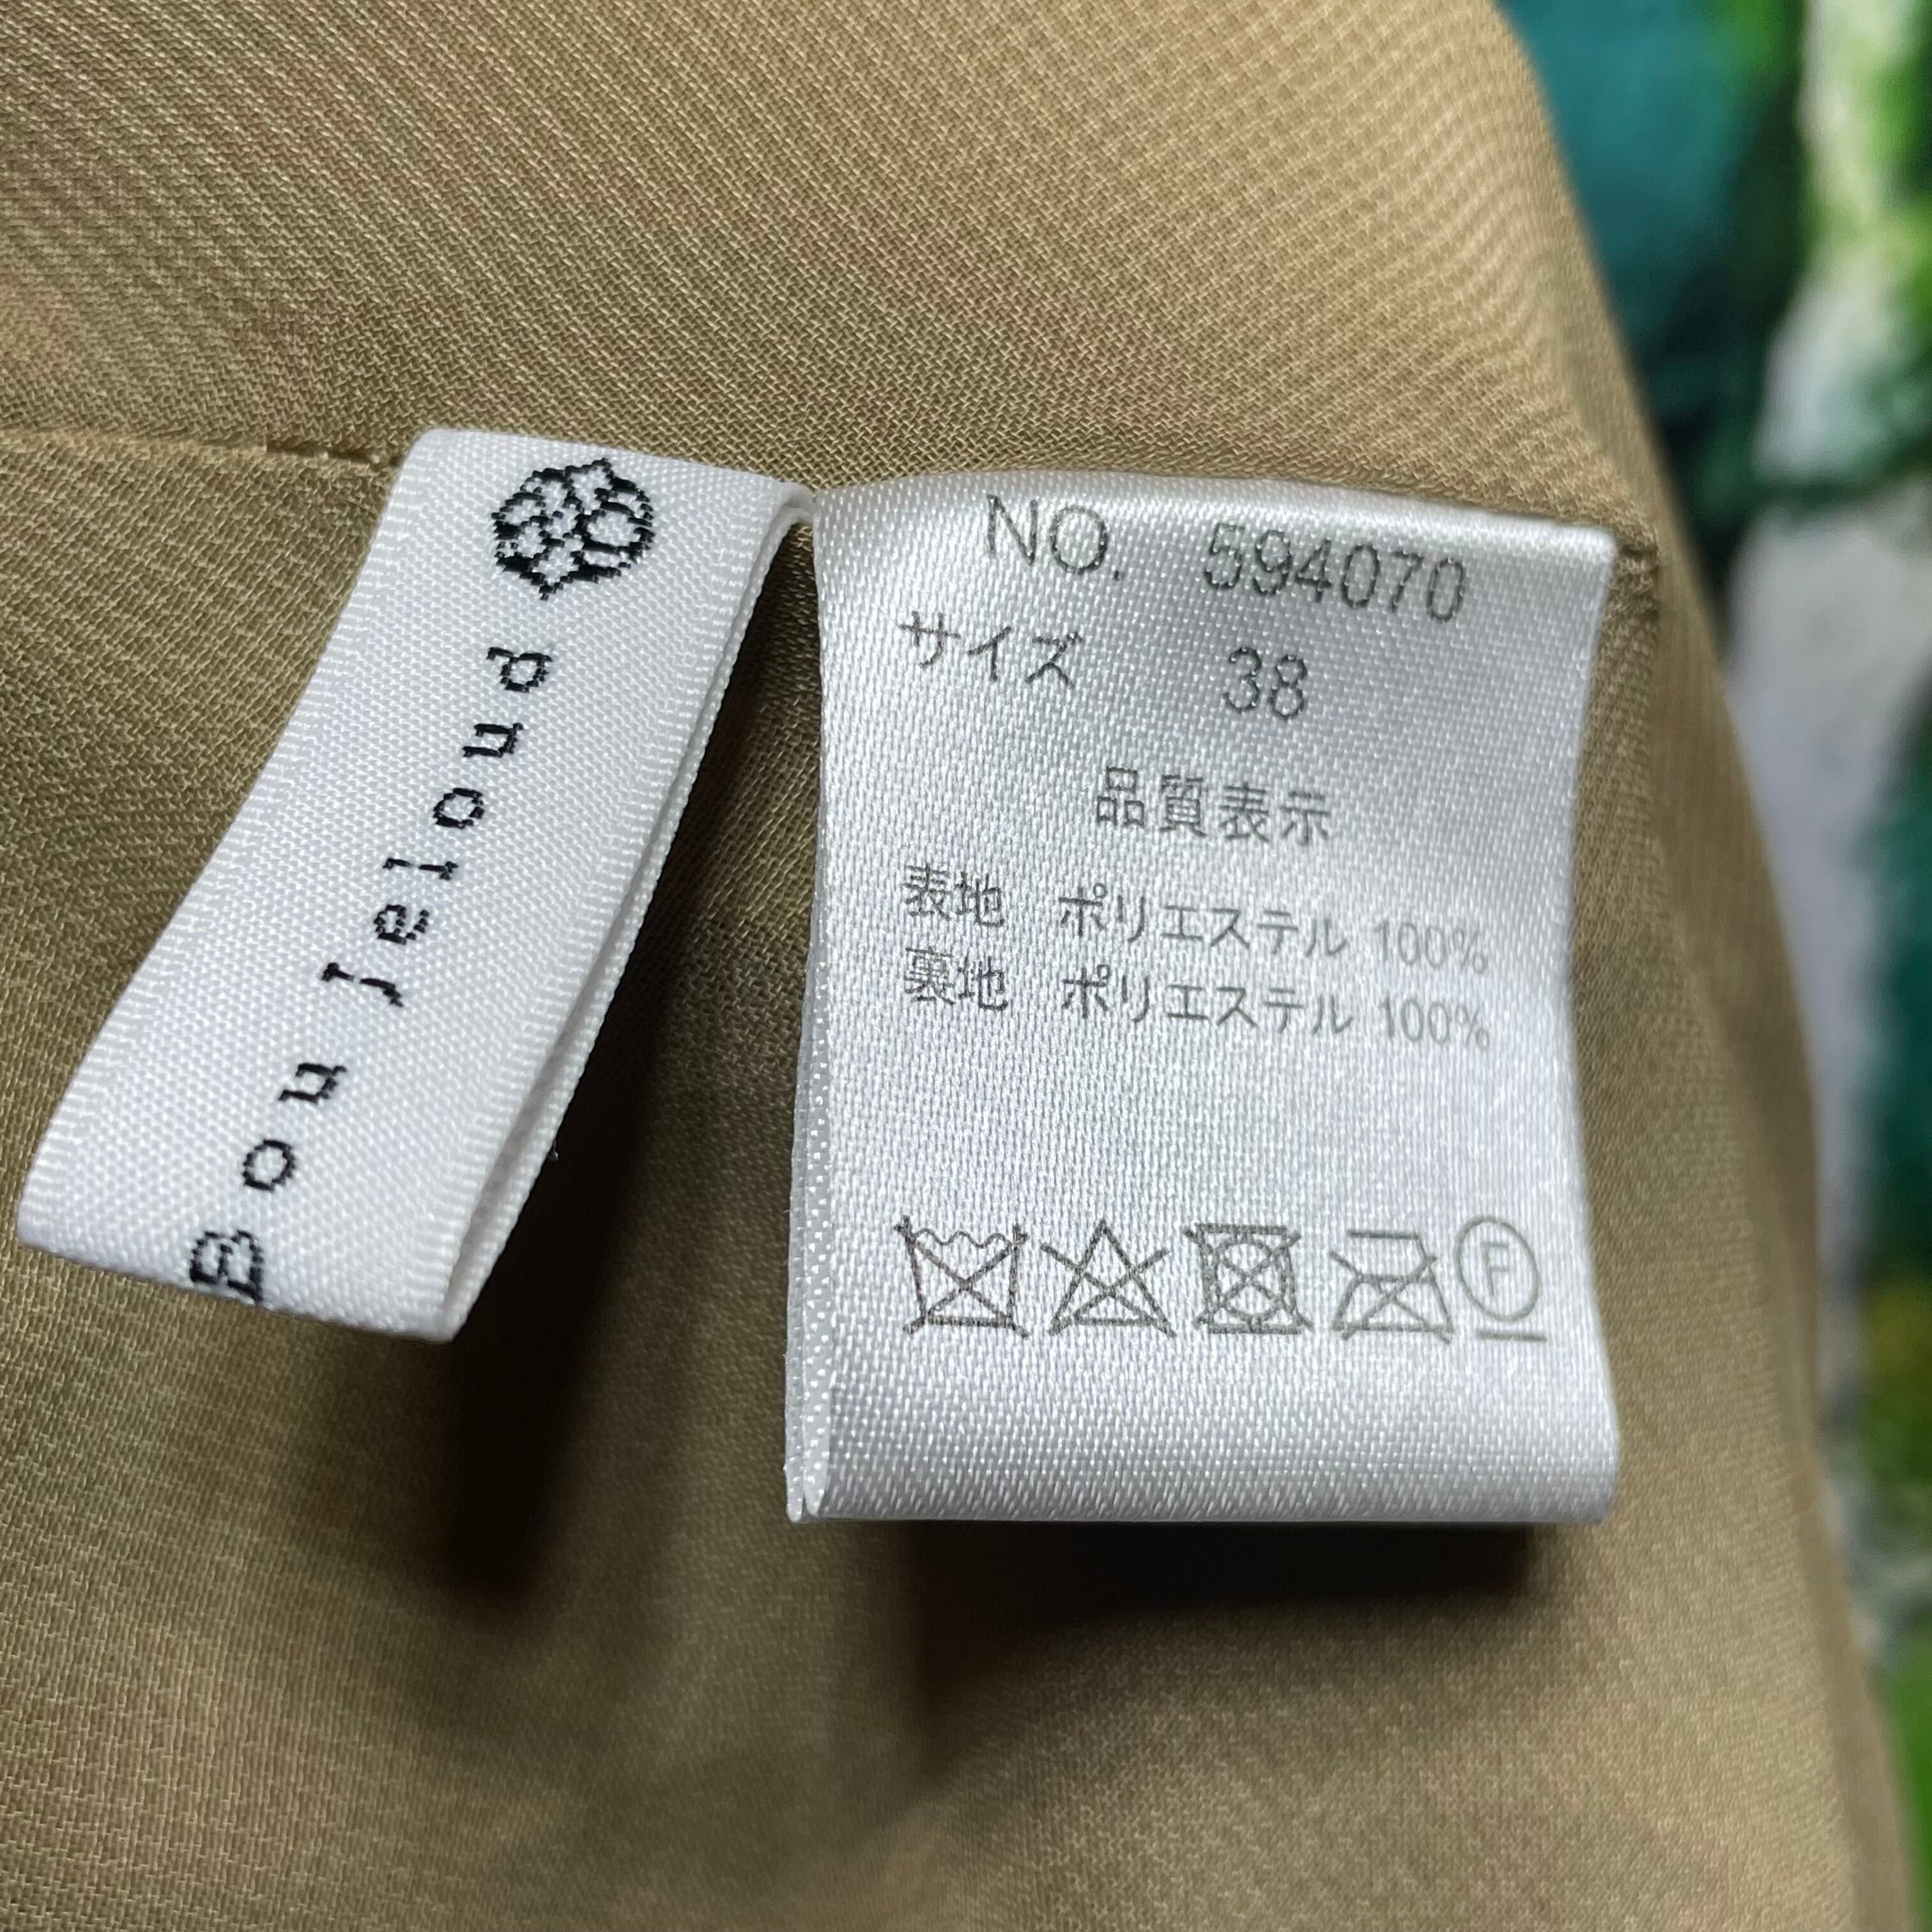 Bou Jeloud
NO. 594070
サイズ 38
品質表示
表地 ポリエステル 100%
裏地 ポリエステル 100%
F